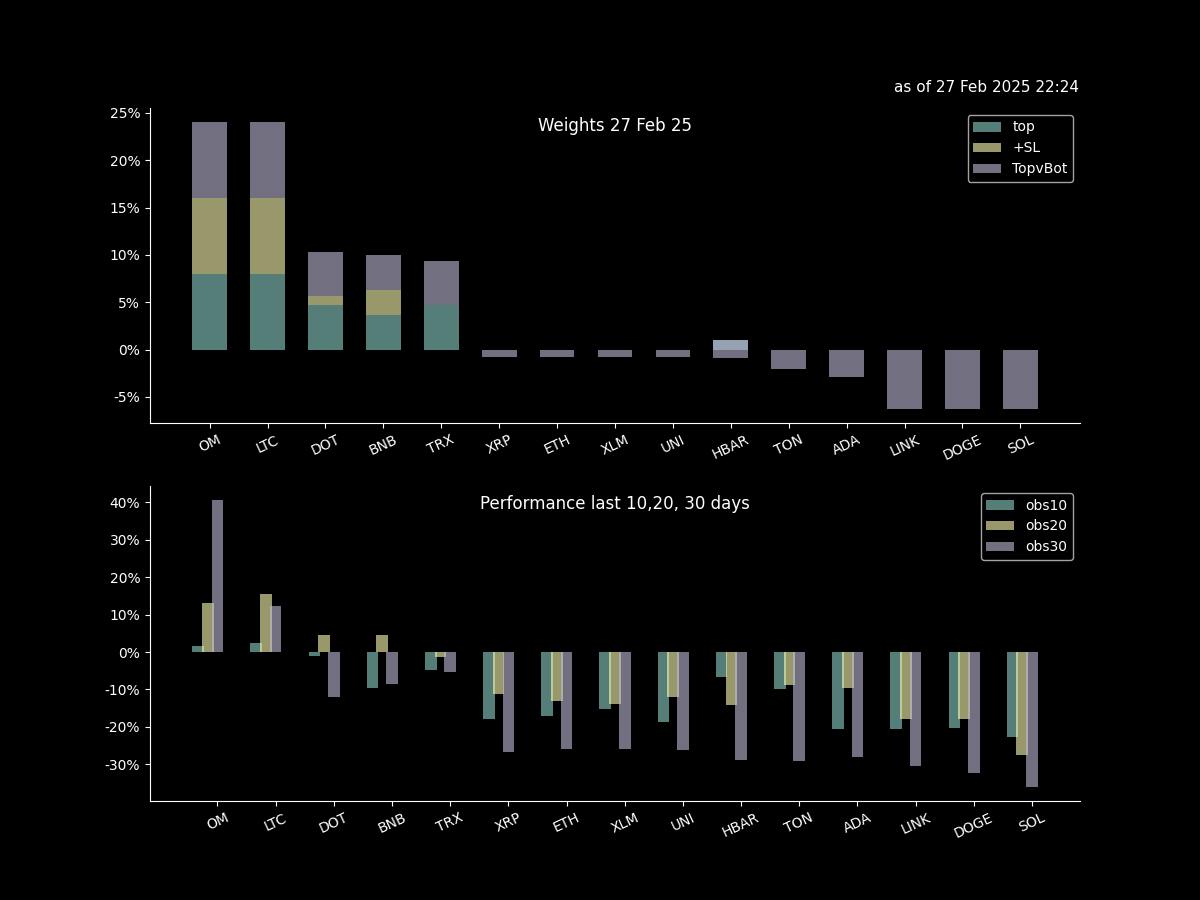 as of 27 Feb 2025 22:24
Weights 27 Feb 25
top
+SL
TopvBot
25%
20%
15%
10%
5%
0%
-5%
OM LTC DOT BNB TRX XRP ETH XLM UNI HBAR TON ADA LINK DOGE SOL
Performance last 10,20, 30 days
obs10
obs20
obs30
40%
30%
20%
10%
0%
-10%
-20%
-30%
OM LTC DOT BNB TRX XRP ETH XLM UNI HBAR TON ADA LINK DOGE SOL